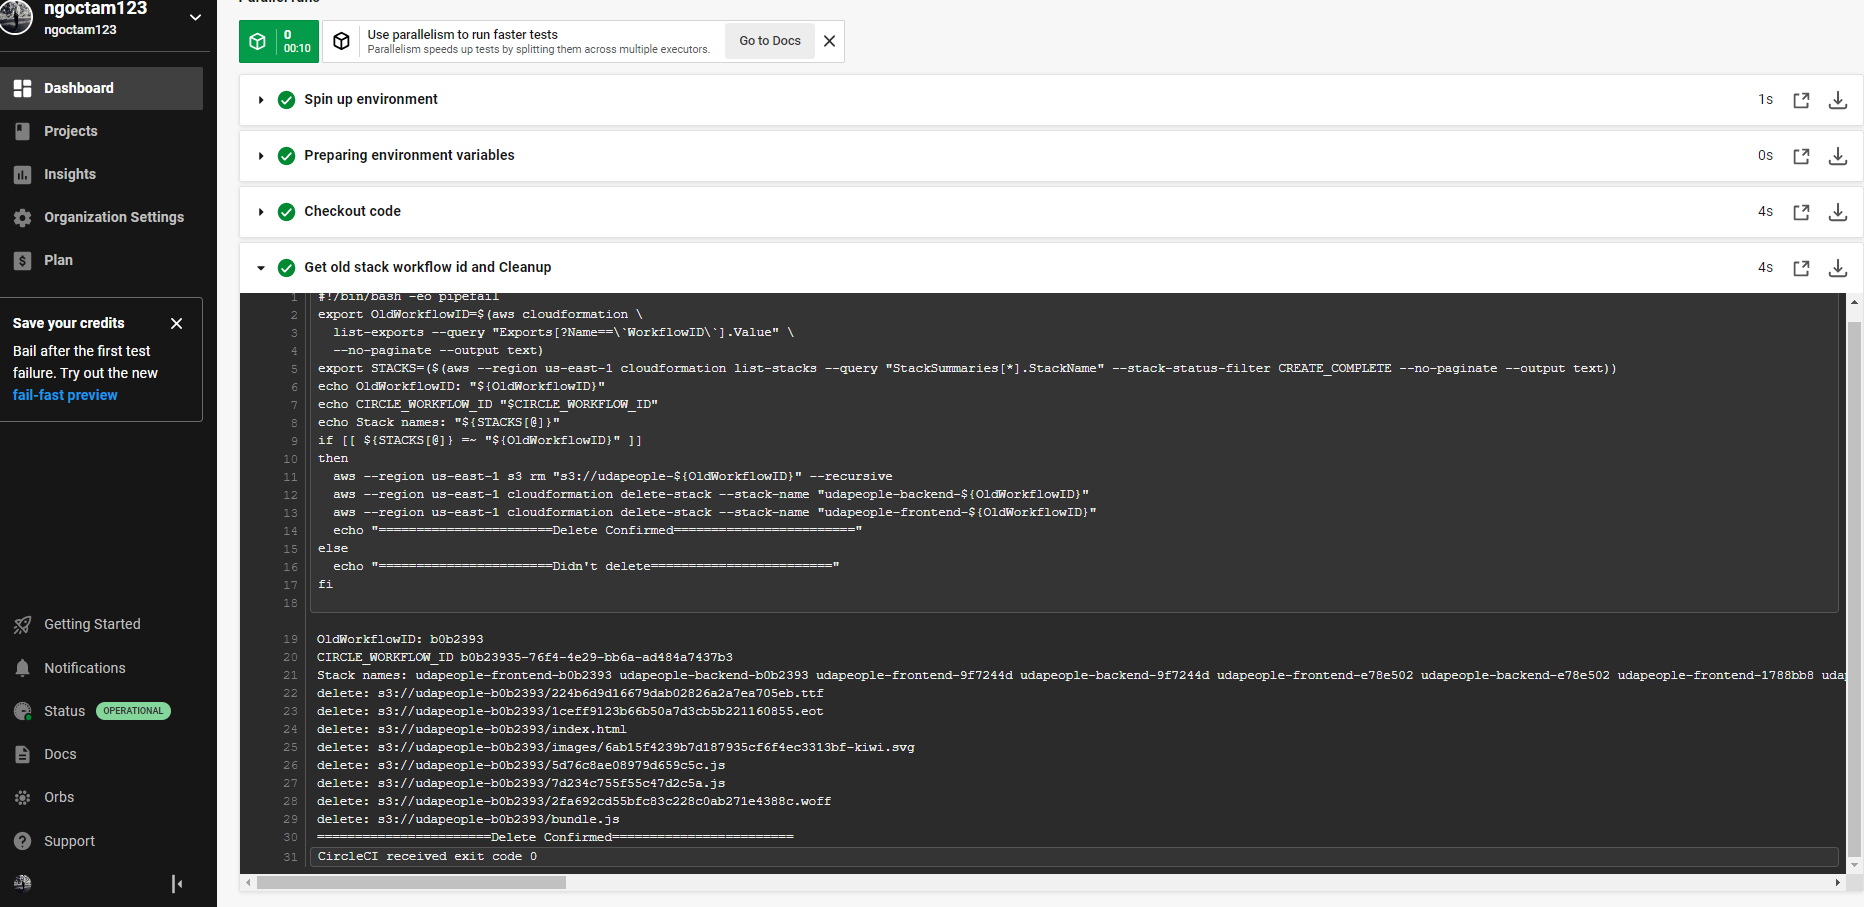 ngoctam123
ngoctam123
Dashboard
Projects
Insights
Organization Settings
Plan
Save your credits
Bail after the first test
failure. Try out the new
fail-fast preview
Getting Started
Notifications
Status OPERATIONAL
Docs
Orbs
Support
Parallel runs
0
00:10
Use parallelism to run faster tests
Parallelism speeds up tests by splitting them across multiple executors.
Go to Docs
Spin up environment 1s
Preparing environment variables 0s
Checkout code 4s
Get old stack workflow id and Cleanup 4s
1 #!/bin/bash -eo pipefail
2 export OldWorkflowID=$(aws cloudformation \
3 list-exports --query "Exports[?Name==\`WorkflowID\`].Value" \
4 --no-paginate --output text)
5 export STACKS=($(aws --region us-east-1 cloudformation list-stacks --query "StackSummaries[*].StackName" --stack-status-filter CREATE_COMPLETE --no-paginate --output text))
6 echo OldWorkflowID: "${OldWorkflowID}"
7 echo CIRCLE_WORKFLOW_ID "$CIRCLE_WORKFLOW_ID"
8 echo Stack names: "${STACKS[@]}"
9 if [[ ${STACKS[@]} =~ "${OldWorkflowID}" ]]
10 then
11 aws --region us-east-1 s3 rm "s3://udapeople-${OldWorkflowID}" --recursive
12 aws --region us-east-1 cloudformation delete-stack --stack-name "udapeople-backend-${OldWorkflowID}"
13 aws --region us-east-1 cloudformation delete-stack --stack-name "udapeople-frontend-${OldWorkflowID}"
14 echo "=======================Delete Confirmed========================"
15 else
16 echo "=======================Didn't delete========================"
17 fi
18
19 OldWorkflowID: b0b2393
20 CIRCLE_WORKFLOW_ID b0b23935-76f4-4e29-bb6a-ad484a7437b3
21 Stack names: udapeople-frontend-b0b2393 udapeople-backend-b0b2393 udapeople-frontend-9f7244d udapeople-backend-9f7244d udapeople-frontend-e78e502 udapeople-backend-e78e502 udapeople-frontend-1788bb8 udap
22 delete: s3://udapeople-b0b2393/224b6d9d16679dab02826a2a7ea705eb.ttf
23 delete: s3://udapeople-b0b2393/1ceff9123b66b50a7d3cb5b221160855.eot
24 delete: s3://udapeople-b0b2393/index.html
25 delete: s3://udapeople-b0b2393/images/6ab15f4239b7d187935cf6f4ec3313bf-kiwi.svg
26 delete: s3://udapeople-b0b2393/5d76c8ae08979d659c5c.js
27 delete: s3://udapeople-b0b2393/7d234c755f55c47d2c5a.js
28 delete: s3://udapeople-b0b2393/2fa692cd55bfc83c228c0ab271e4388c.woff
29 delete: s3://udapeople-b0b2393/bundle.js
30 =======================Delete Confirmed========================
31 CircleCI received exit code 0